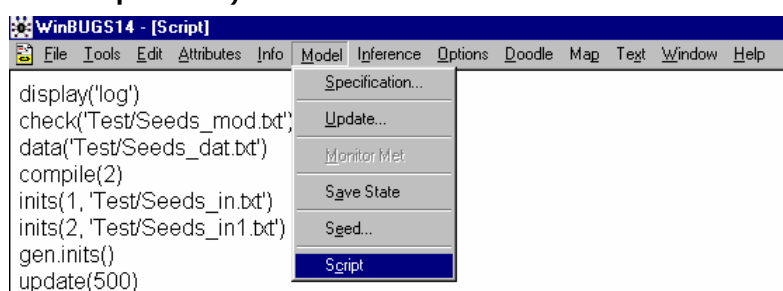 WinBUGS14 - [Script]
File Tools Edit Attributes Info Model Inference Options Doodle Map Text Window Help
display('log')
check('Test/Seeds_mod.txt')
data('Test/Seeds_dat.txt')
compile(2)
inits(1, 'Test/Seeds_in.txt')
inits(2, 'Test/Seeds_in1.txt')
gen.inits()
update(500)
Specification...
Update...
Monitor Met
Save State
Seed...
Script